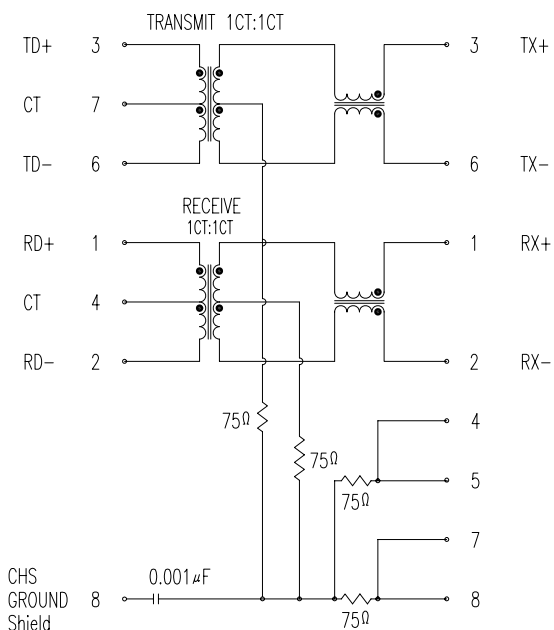 TRANSMIT 1CT:1CT
TD+ 3 3 TX+
CT 7
TD- 6 6 TX-
RECEIVE
1CT:1CT
RD+ 1 1 RX+
CT 4
RD- 2 2 RX-
75Ω 4
75Ω
5
75Ω
7
CHS
GROUND 8 0.001µF 8
Shield
75Ω